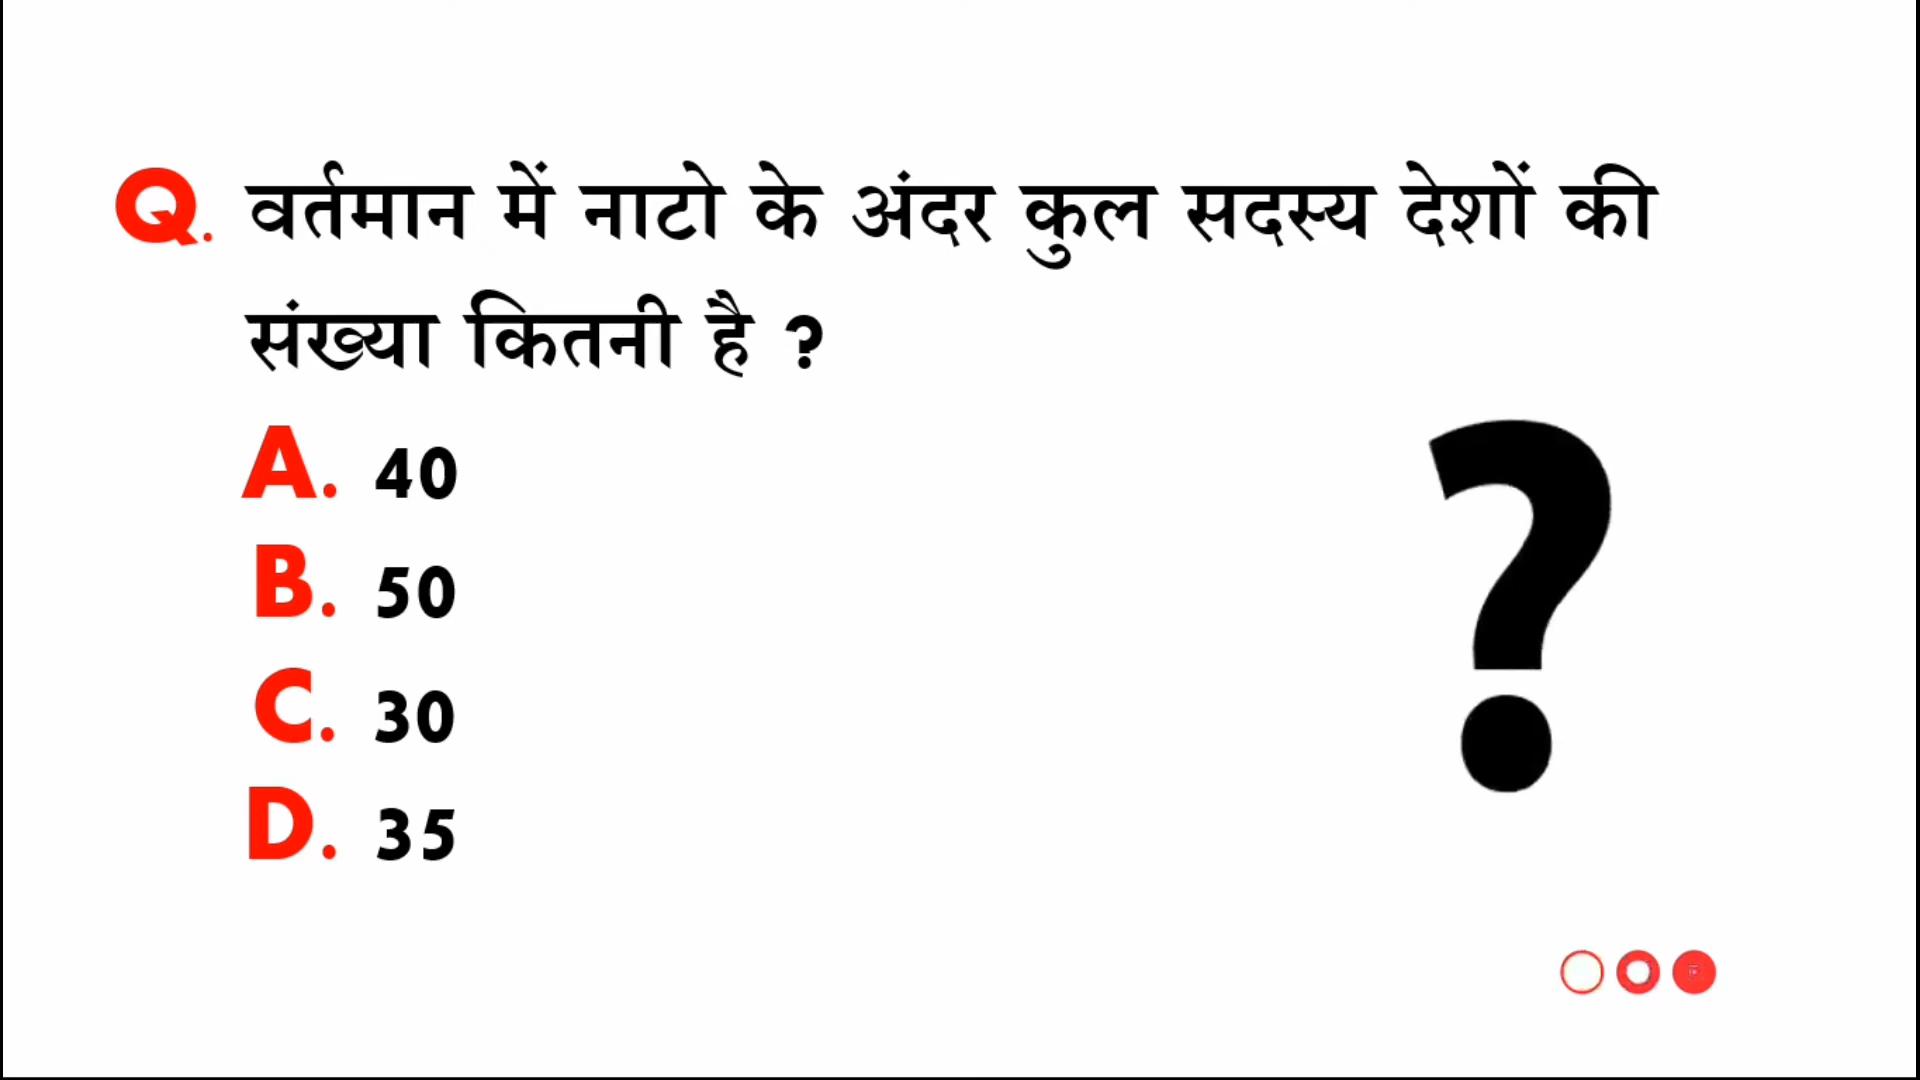 Q. वर्तमान में नाटो के अंदर कुल सदस्य देशों की
संख्या कितनी है ?
A. 40
B. 50
C. 30
D. 35
?